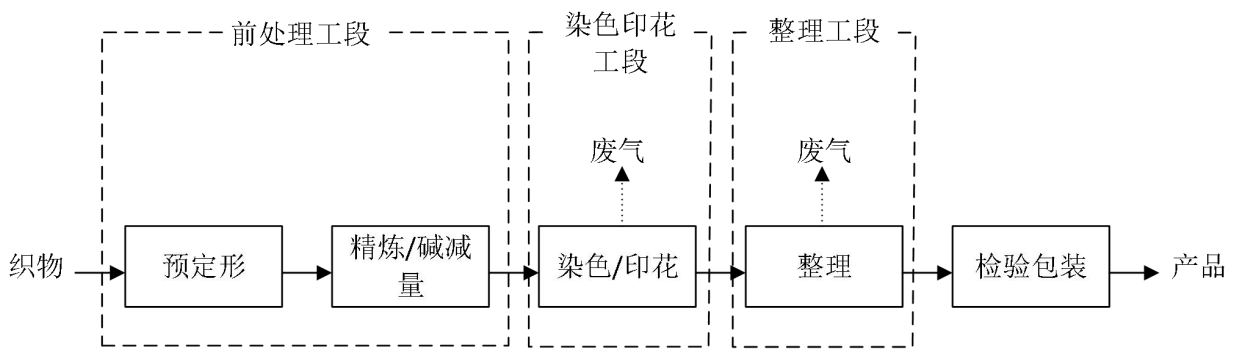 前处理工段
染色印花
工段
整理工段
废气
废气
织物
预定形
精炼/碱减
量
染色/印花
整理
检验包装
产品